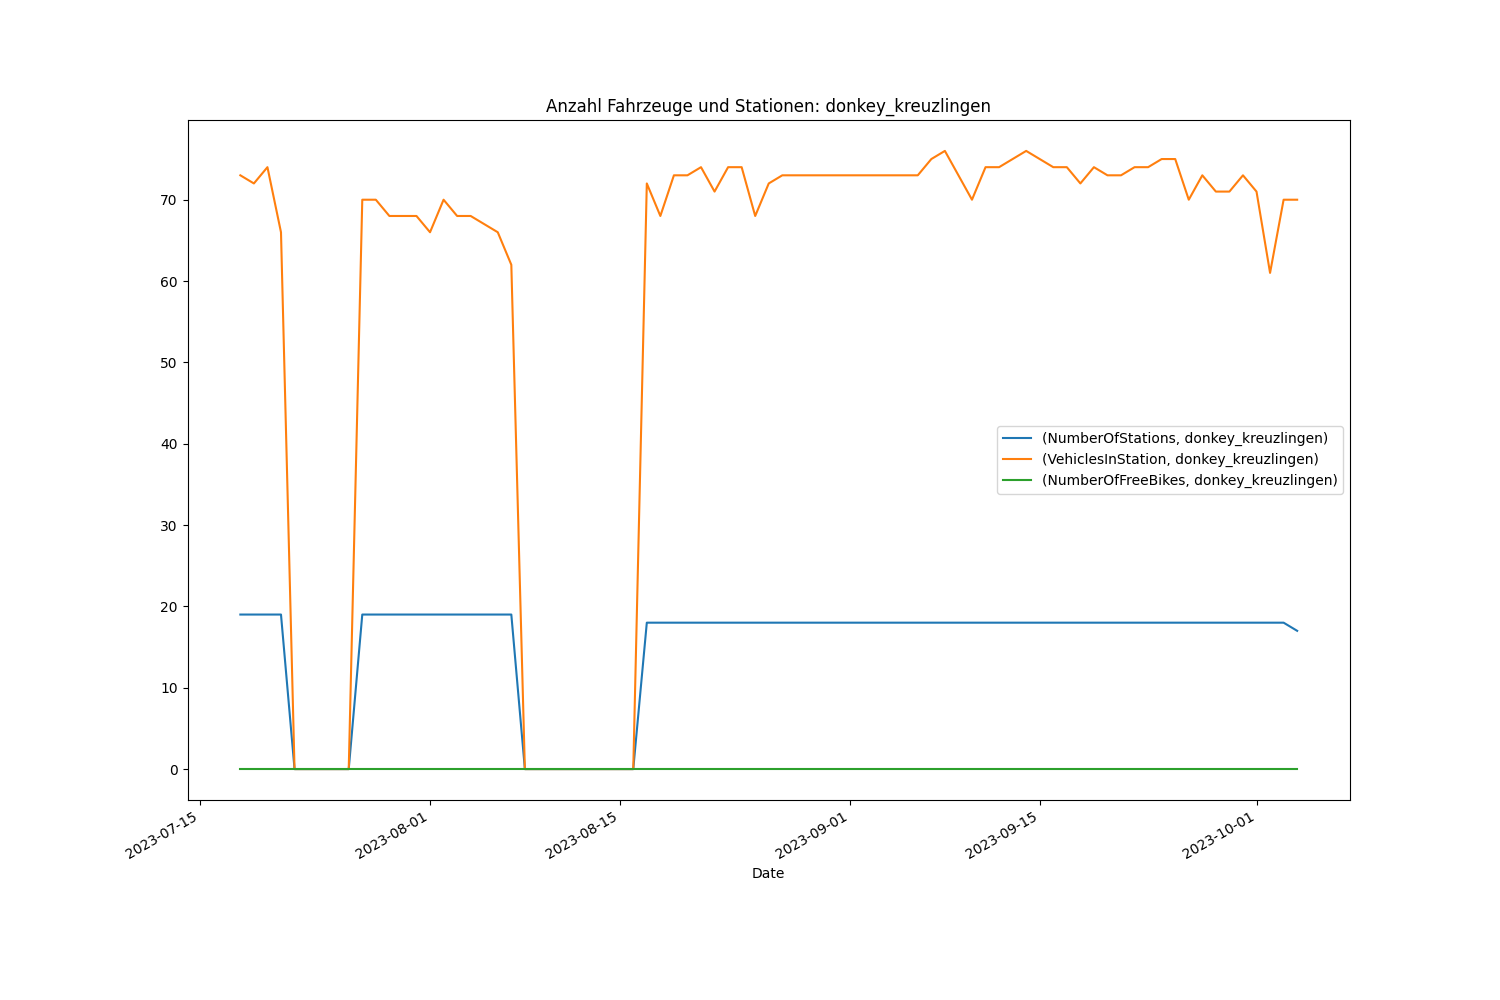 Anzahl Fahrzeuge und Stationen: donkey_kreuzlingen
70
60
50
40
30
20
10
0
(NumberOfStations, donkey_kreuzlingen)
(VehiclesInStation, donkey_kreuzlingen)
(NumberOfFreeBikes, donkey_kreuzlingen)
2023-07-15
2023-08-01
2023-08-15
2023-09-01
2023-09-15
2023-10-01
Date